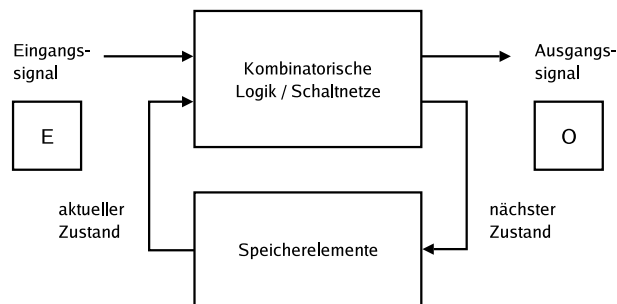 Eingangs-
signal
Kombinatorische
Logik / Schaltnetze
Ausgangs-
signal
E
O
aktueller
Zustand
Speicherelemente
nächster
Zustand